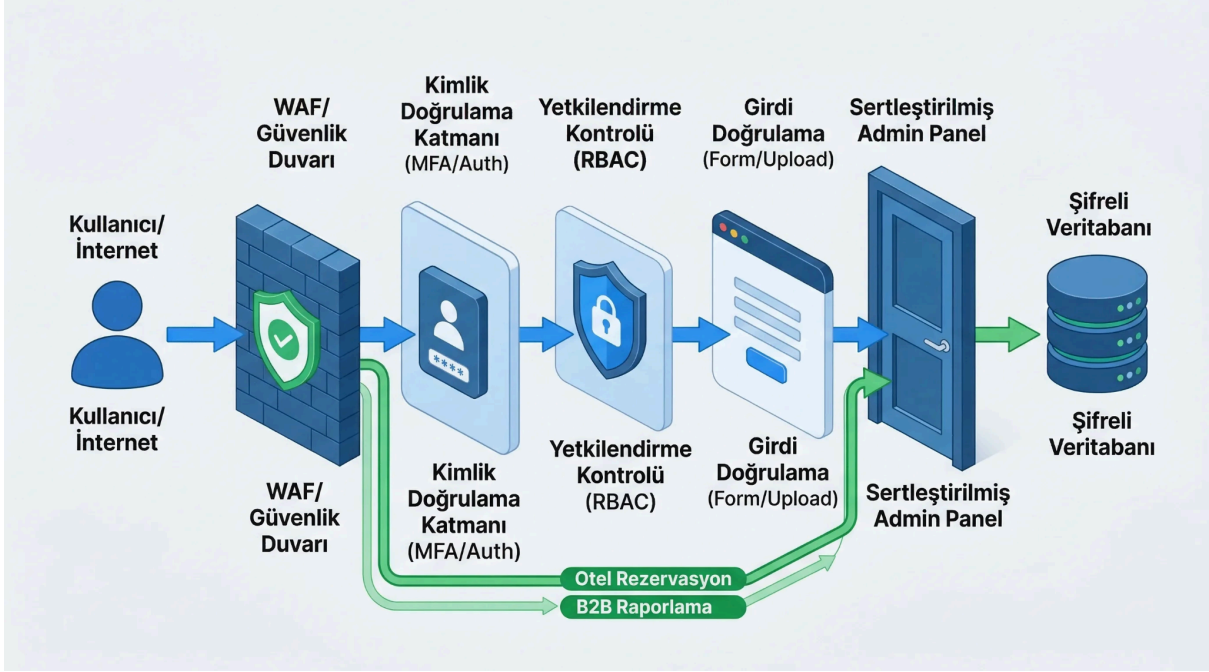 Kullanıcı/
İnternet
WAF/
Güvenlik
Duvarı
Kimlik
Doğrulama
Katmanı
(MFA/Auth)
Yetkilendirme
Kontrolü
(RBAC)
Girdi
Doğrulama
(Form/Upload)
Sertleştirilmiş
Admin Panel
Şifreli
Veritabanı
****
Kullanıcı/
İnternet
WAF/
Güvenlik
Duvarı
Kimlik
Doğrulama
Katmanı
(MFA/Auth)
Yetkilendirme
Kontrolü
(RBAC)
Girdi
Doğrulama
(Form/Upload)
Sertleştirilmiş
Admin Panel
Şifreli
Veritabanı
Otel Rezervasyon
B2B Raporlama